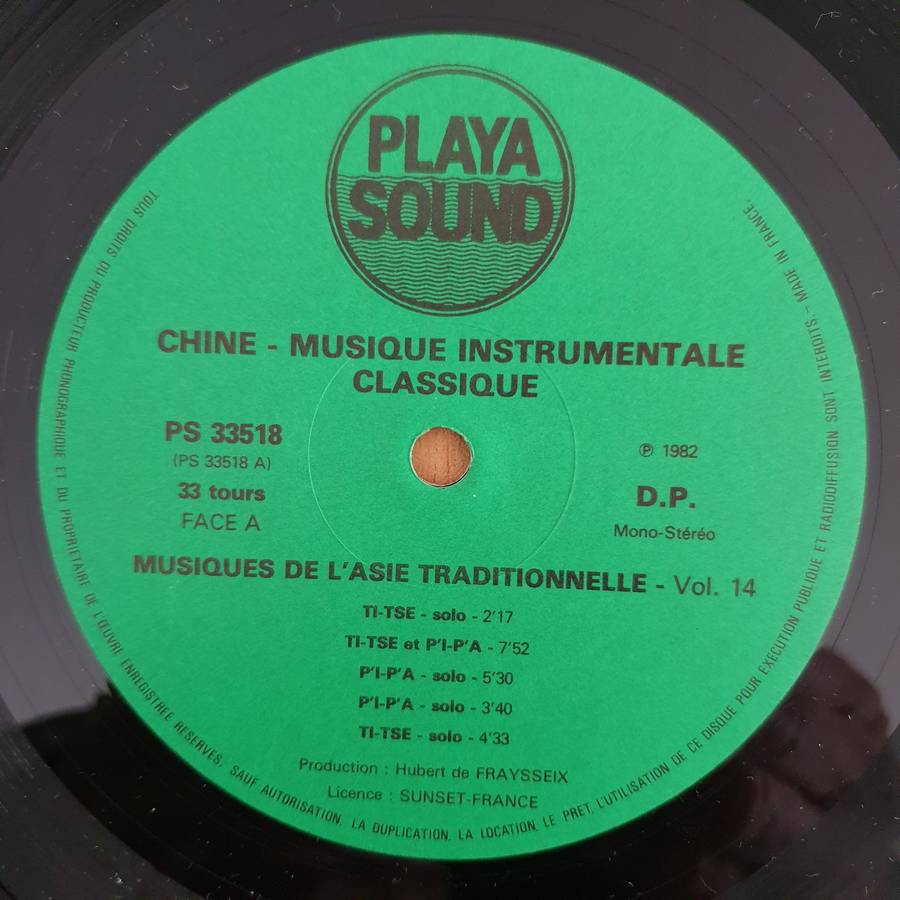 PLAYA
SOUND
CHINE - MUSIQUE INSTRUMENTALE
CLASSIQUE
PS 33518
(PS 33518 A)
33 tours
FACE A
℗ 1982
D.P.
Mono-Stéréo
MUSIQUES DE L'ASIE TRADITIONNELLE - Vol. 14
TI-TSE - solo - 2'17
TI-TSE et P'I-P'A - 7'52
P'I-P'A - solo - 5'30
P'I-P'A - solo - 3'40
TI-TSE - solo - 4'33
Production : Hubert de FRAYSSEIX
Licence : SUNSET-FRANCE
TOUS DROITS DU PRODUCTEUR PHONOGRAPHIQUE ET DU PROPRIETAIRE DE L'ŒUVRE ENREGISTREE RESERVES, SAUF AUTORISATION, LA DUPLICATION, LA LOCATION, LE PRET, L'UTILISATION DE CE DISQUE POUR EXECUTION PUBLIQUE ET RADIODIFFUSION SONT INTERDITS. - MADE IN FRANCE.